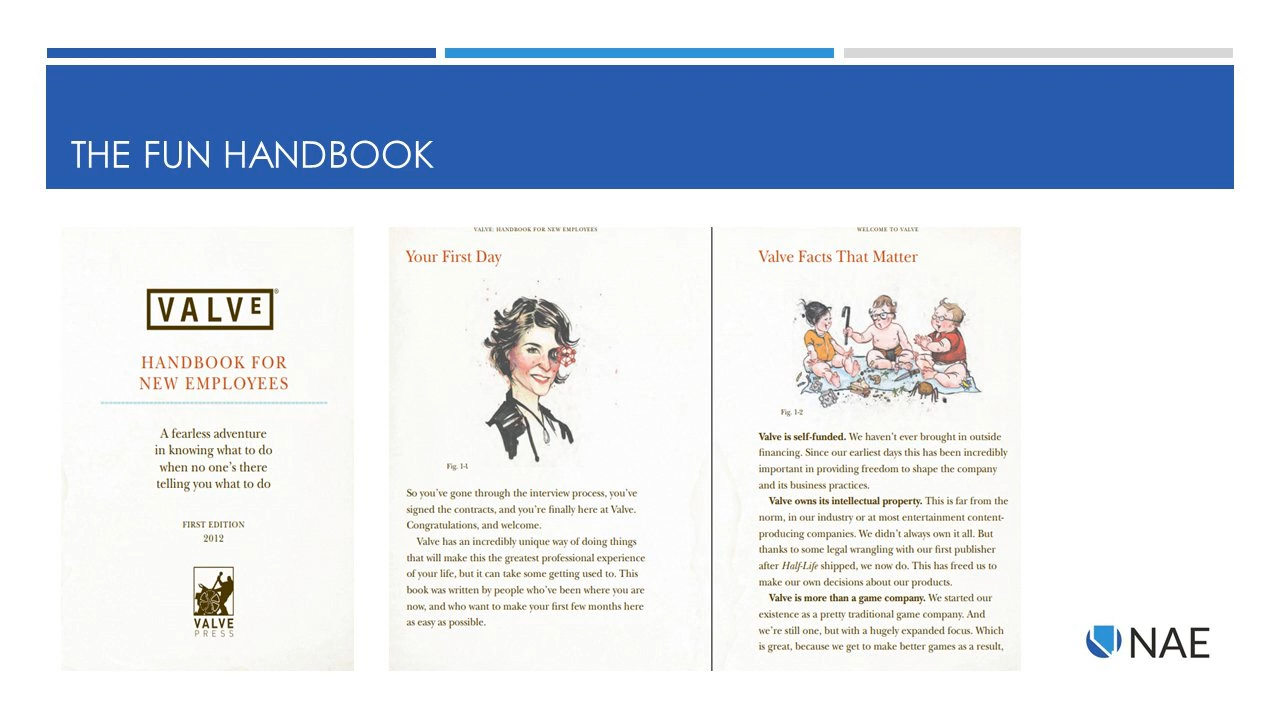 THE FUN HANDBOOK
VALVE®
HANDBOOK FOR
NEW EMPLOYEES
A fearless adventure
in knowing what to do
when no one’s there
telling you what to do
FIRST EDITION
2012
VALVE
PRESS
VALVE: HANDBOOK FOR NEW EMPLOYEES
Your First Day
Fig. 1-1
So you’ve gone through the interview process, you’ve
signed the contracts, and you’re finally here at Valve.
Congratulations, and welcome.
Valve has an incredibly unique way of doing things
that will make this the greatest professional experience
of your life, but it can take some getting used to. This
book was written by people who’ve been where you are
now, and who want to make your first few months here
as easy as possible.
WELCOME TO VALVE
Valve Facts That Matter
Fig. 1-2
Valve is self-funded. We haven’t ever brought in outside
financing. Since our earliest days this has been incredibly
important in providing freedom to shape the company
and its business practices.
Valve owns its intellectual property. This is far from the
norm, in our industry or at most entertainment content-
producing companies. We didn’t always own it all. But
thanks to some legal wrangling with our first publisher
after Half-Life shipped, we now do. This has freed us to
make our own decisions about our products.
Valve is more than a game company. We started our
existence as a pretty traditional game company. And
we’re still one, but with a hugely expanded focus. Which
is great, because we get to make better games as a result,
NAE